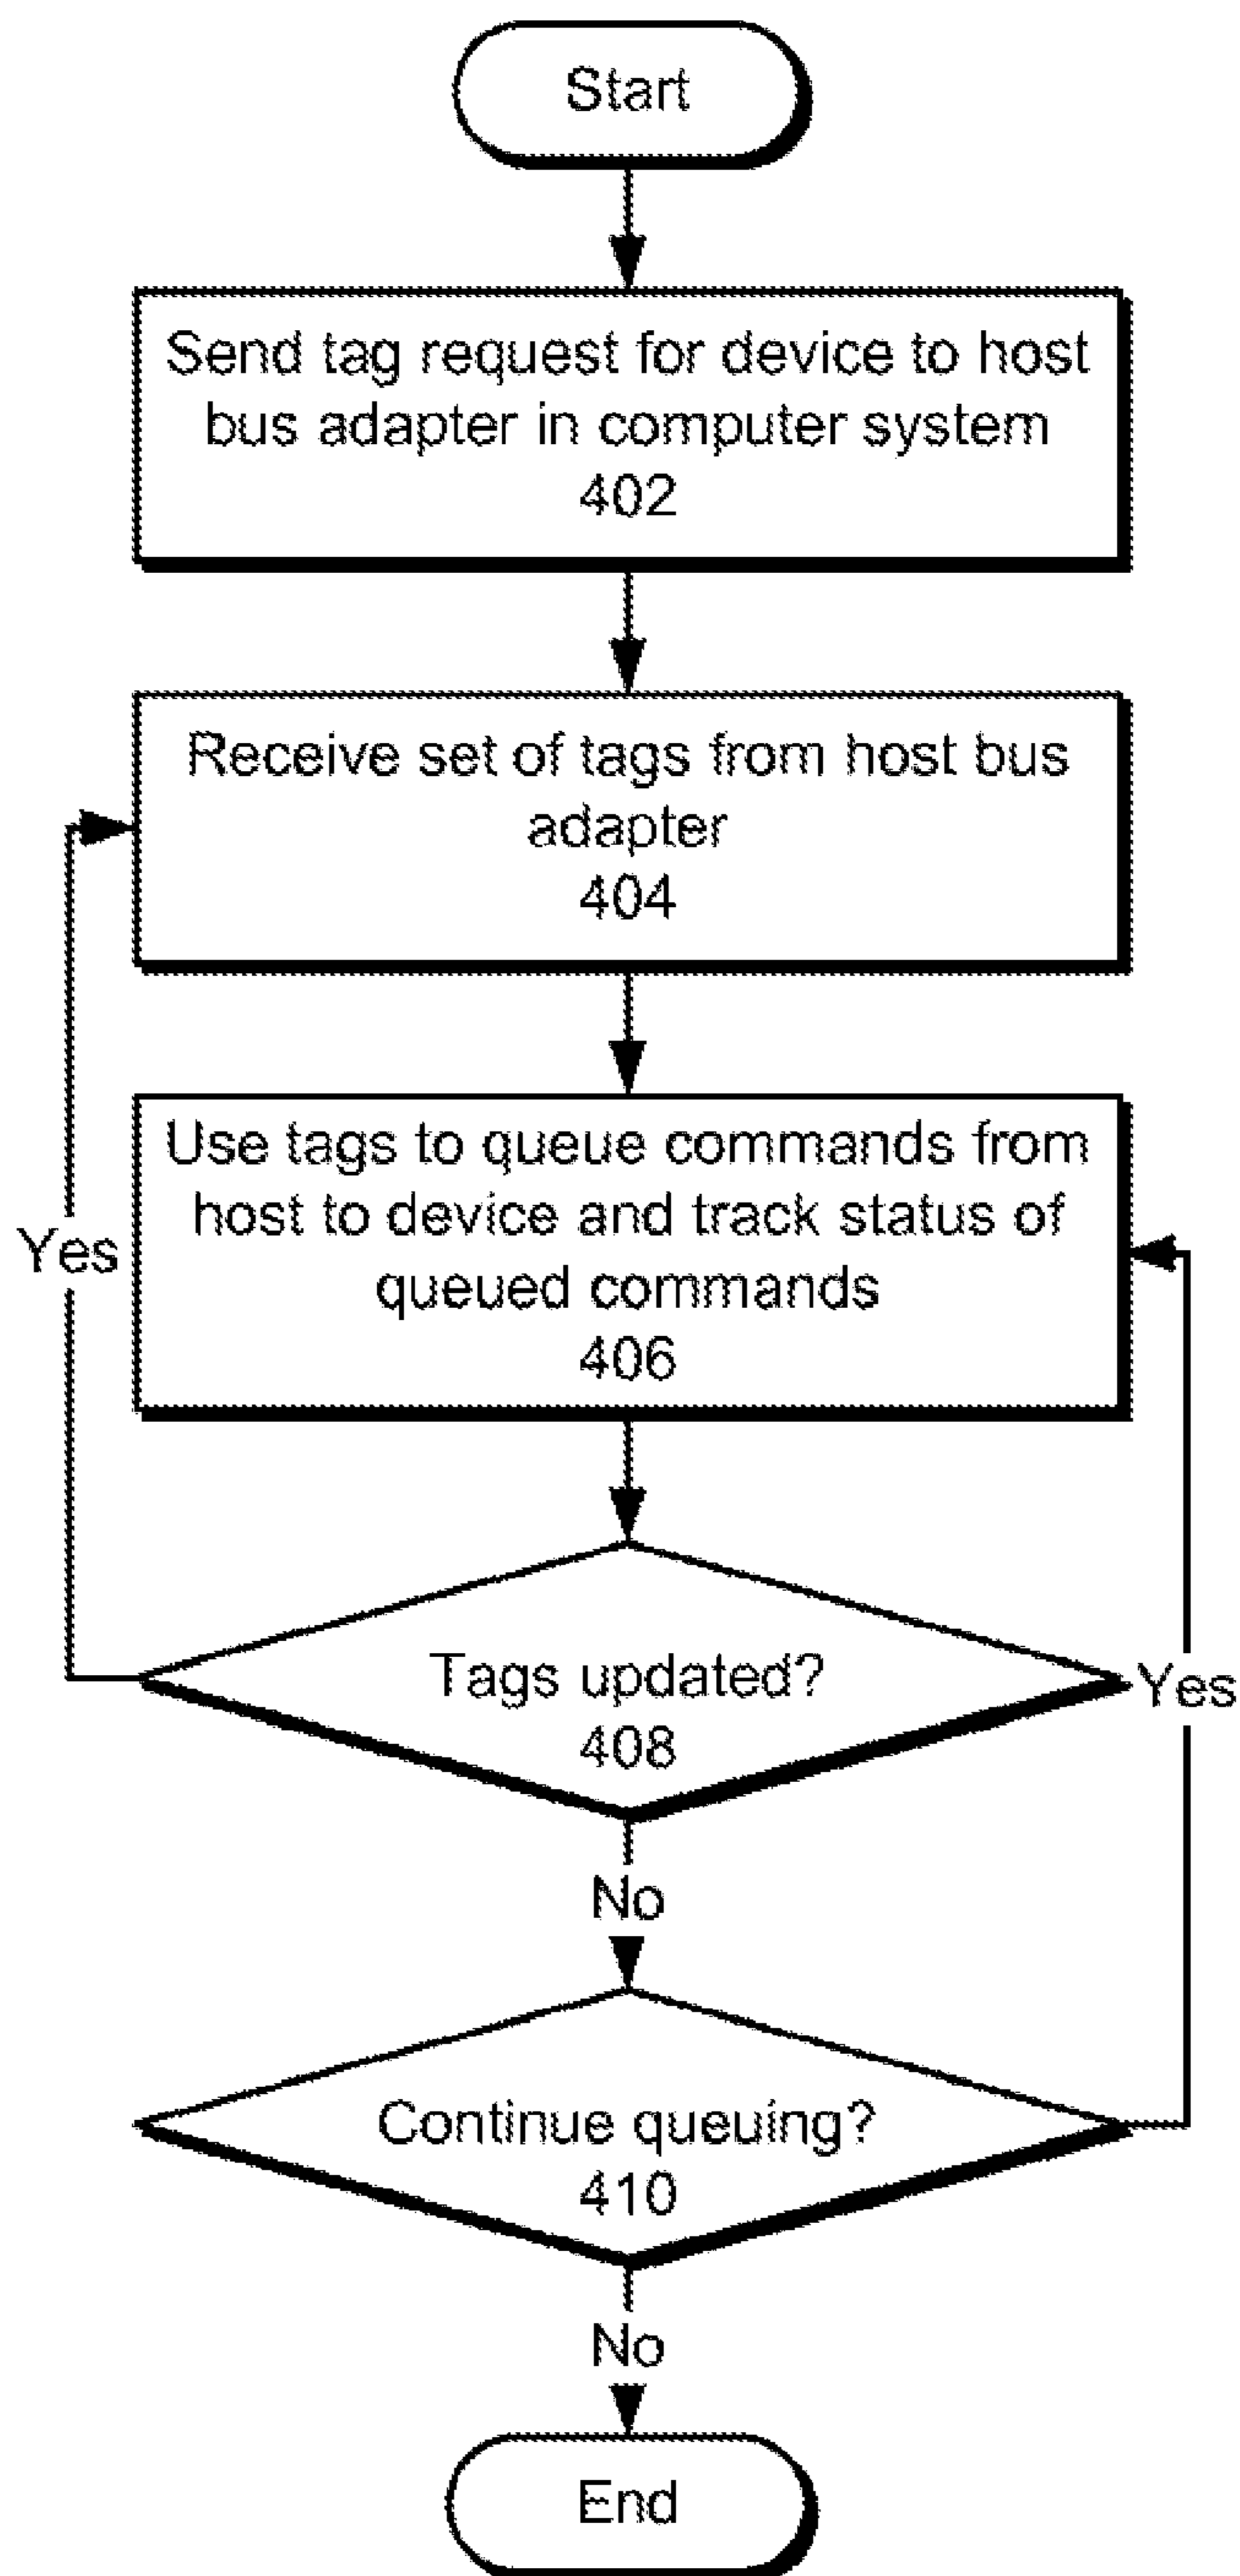 Start
Send tag request for device to host
bus adapter in computer system
402
Receive set of tags from host bus
adapter
404
Use tags to queue commands from
host to device and track status of
queued commands
406
Yes
Tags updated?
408
Yes
No
Continue queuing?
410
No
End